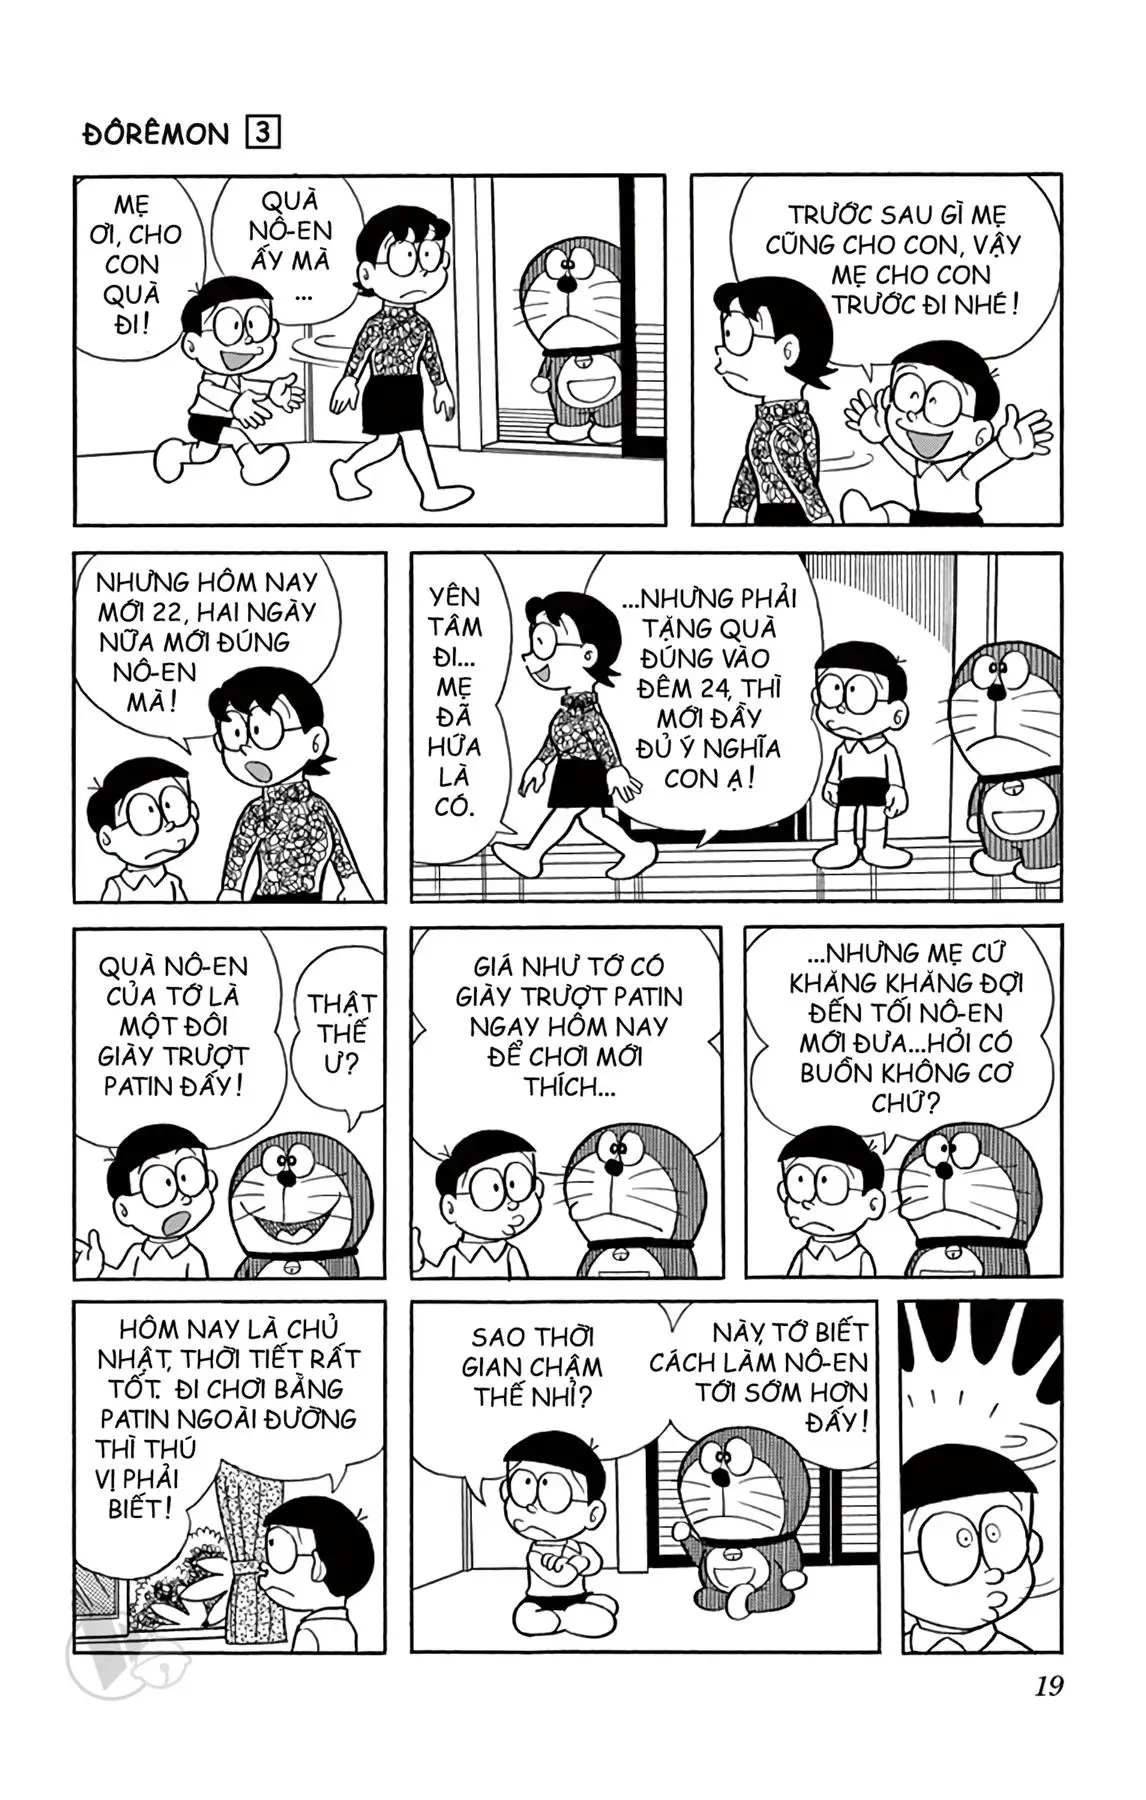 ĐÔRÊMON 3
MẸ
ƠI, CHO
CON
QUÀ
ĐI!
QUÀ
NÔ-EN
ẤY MÀ
...
TRƯỚC SAU GÌ MẸ
CŨNG CHO CON, VẬY
MẸ CHO CON
TRƯỚC ĐI NHÉ!
NHƯNG HÔM NAY
MỚI 22, HAI NGÀY
NỮA MỚI ĐÚNG
NÔ-EN
MÀ!
YÊN
TÂM
ĐI...
MẸ
ĐÃ
HỨA
LÀ
CÓ.
...NHƯNG PHẢI
TẶNG QUÀ
ĐÚNG VÀO
ĐÊM 24, THÌ
MỚI ĐẦY
ĐỦ Ý NGHĨA
CON Ạ!
QUÀ NÔ-EN
CỦA TỚ LÀ
MỘT ĐÔI
GIÀY TRƯỢT
PATIN ĐẤY!
THẬT
THẾ
Ư?
GIÁ NHƯ TỚ CÓ
GIÀY TRƯỢT PATIN
NGAY HÔM NAY
ĐỂ CHƠI MỚI
THÍCH...
...NHƯNG MẸ CỨ
KHĂNG KHĂNG ĐỢI
ĐẾN TỐI NÔ-EN
MỚI ĐƯA...HỎI CÓ
BUỒN KHÔNG CƠ
CHỨ?
HÔM NAY LÀ CHỦ
NHẬT, THỜI TIẾT RẤT
TỐT. ĐI CHƠI BẰNG
PATIN NGOÀI ĐƯỜNG
THÌ THÚ
VỊ PHẢI
BIẾT!
SAO THỜI
GIAN CHẬM
THẾ NHỈ?
NÀY, TỚ BIẾT
CÁCH LÀM NÔ-EN
TỚI SỚM HƠN
ĐẤY!
19